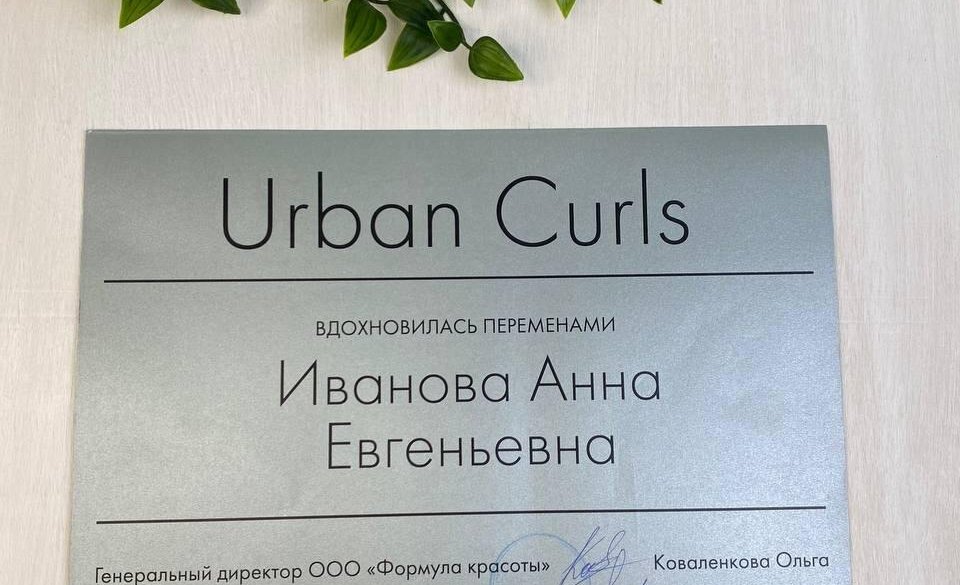 Urban Curls
ВДОХНОВИЛАСЬ ПЕРЕМЕНАМИ
Иванова Анна
Евгеньевна
Генеральный директор ООО «Формула красоты» Коваленкова Ольга